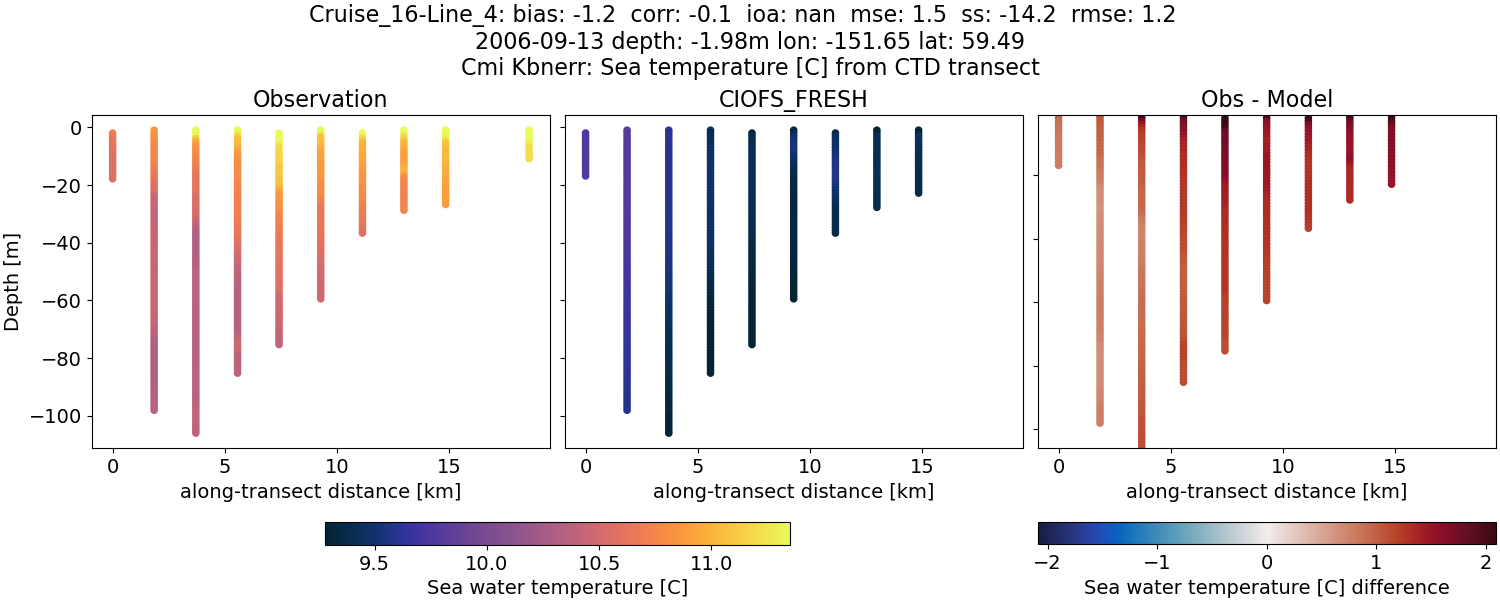 Cruise_16-Line_4: bias: -1.2  corr: -0.1  ioa: nan  mse: 1.5  ss: -14.2  rmse: 1.2
2006-09-13 depth: -1.98m lon: -151.65 lat: 59.49
Cmi Kbnerr: Sea temperature [C] from CTD transect
Observation
CIOFS_FRESH
Obs - Model
Depth [m]
0
−20
−40
−60
−80
−100
0 5 10 15
0 5 10 15
0 5 10 15
along-transect distance [km]
along-transect distance [km]
along-transect distance [km]
9.5 10.0 10.5 11.0
Sea water temperature [C]
−2 −1 0 1 2
Sea water temperature [C] difference